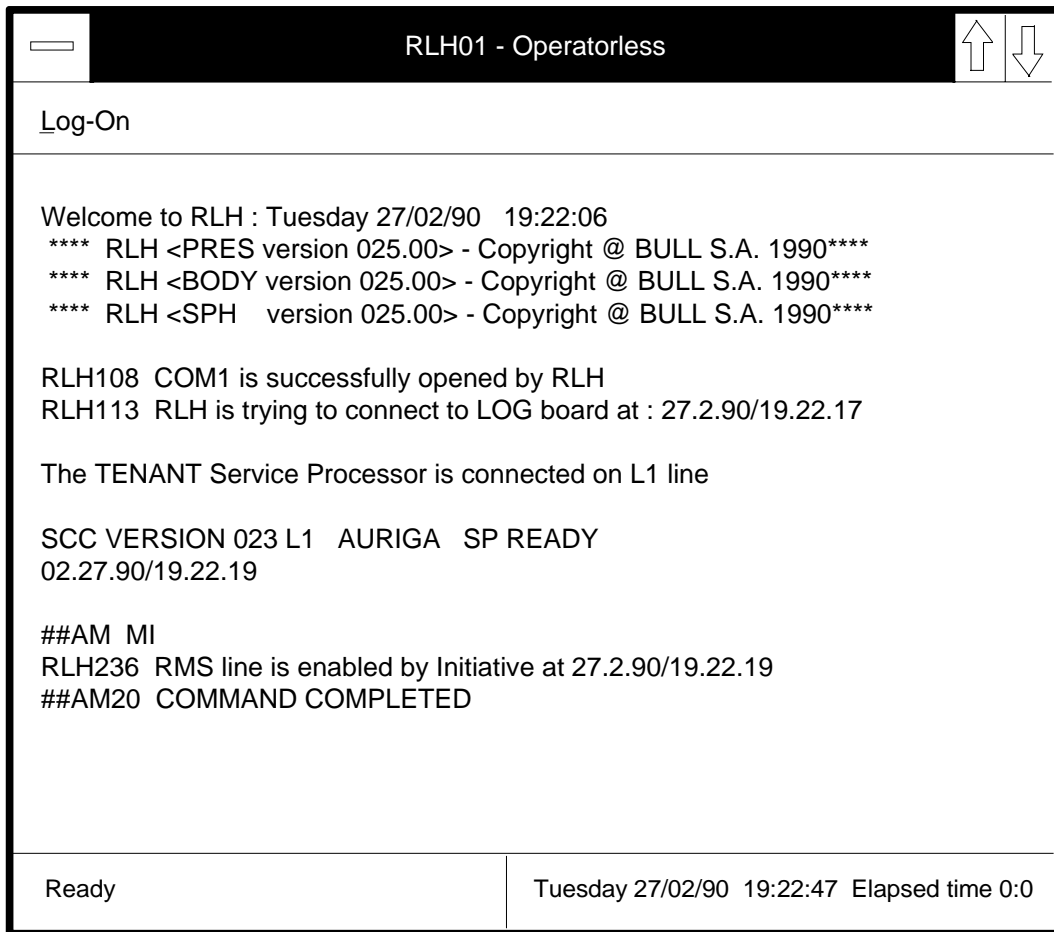 RLH01 - Operatorless
Log-On
Welcome to RLH : Tuesday 27/02/90   19:22:06
****  RLH <PRES version 025.00> - Copyright @ BULL S.A. 1990****
****  RLH <BODY version 025.00> - Copyright @ BULL S.A. 1990****
****  RLH <SPH    version 025.00> - Copyright @ BULL S.A. 1990****
RLH108  COM1 is successfully opened by RLH
RLH113  RLH is trying to connect to LOG board at : 27.2.90/19.22.17
The TENANT Service Processor is connected on L1 line
SCC VERSION 023 L1   AURIGA   SP READY
02.27.90/19.22.19
##AM  MI
RLH236  RMS line is enabled by Initiative at 27.2.90/19.22.19
##AM20  COMMAND COMPLETED
Ready
Tuesday 27/02/90  19:22:47  Elapsed time 0:0